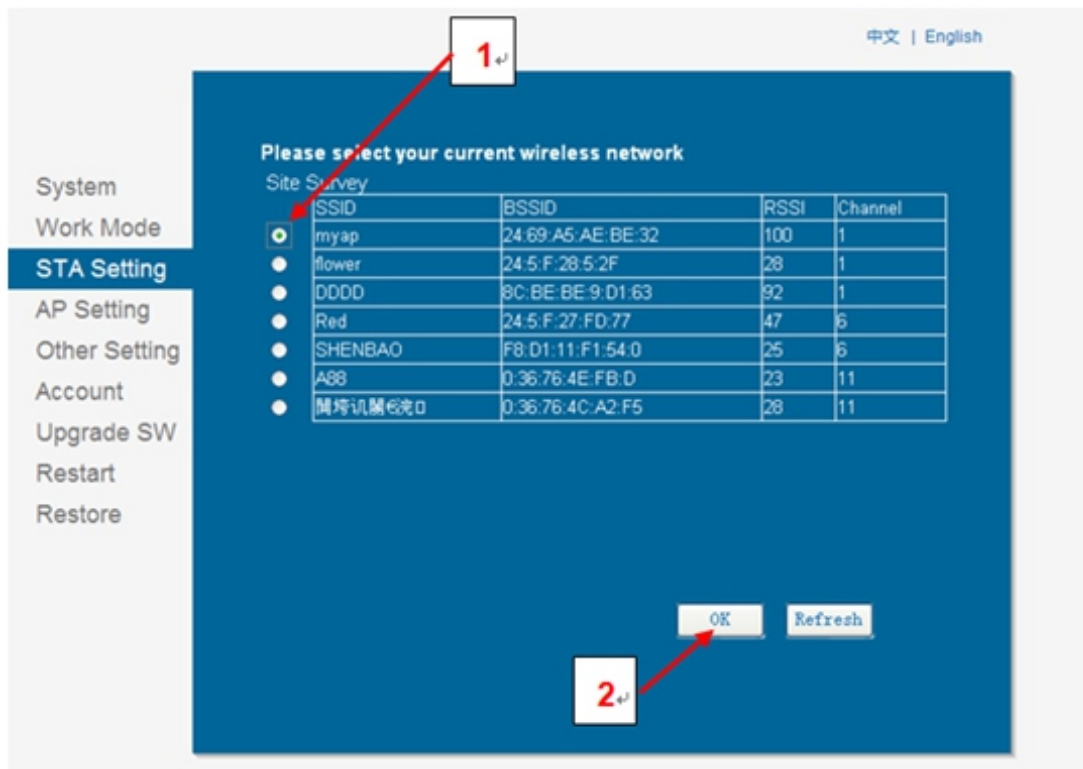 1
中文 | English
Please select your current wireless network
Site Survey
SSID BSSID RSSI Channel
myap 24:69:A5:AE:BE:32 100 1
flower 24:5:F:28:5:2F 28 1
DDDD 8C:BE:BE:9:D1:63 92 1
Red 24:5:F:27:FD:77 47 6
SHENBAO F8:D1:11:F1:54:0 25 6
A88 0:36:76:4E:FB:D 23 11
0:36:76:4C:A2:F5 28 11
System
Work Mode
STA Setting
AP Setting
Other Setting
Account
Upgrade SW
Restart
Restore
OK Refresh
2